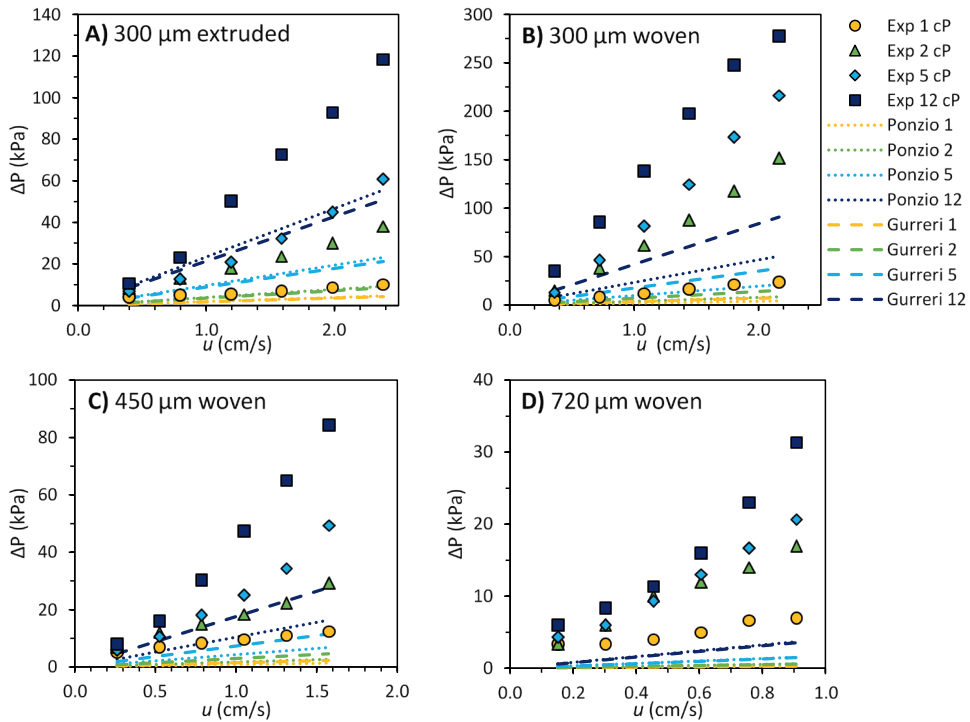 A) 300 μm extruded
140
120
100
80
60
40
20
0
ΔP (kPa)
0.0
1.0
2.0
u (cm/s)
B) 300 μm woven
300
250
200
150
100
50
0
ΔP (kPa)
0.0
1.0
2.0
u (cm/s)
Exp 1 cP
Exp 2 cP
Exp 5 cP
Exp 12 cP
Ponzio 1
Ponzio 2
Ponzio 5
Ponzio 12
Gurreri 1
Gurreri 2
Gurreri 5
Gurreri 12
C) 450 μm woven
100
80
60
40
20
0
ΔP (kPa)
0.0
0.5
1.0
1.5
2.0
u (cm/s)
D) 720 μm woven
40
30
20
10
0
ΔP (kPa)
0.0
0.2
0.4
0.6
0.8
1.0
u (cm/s)